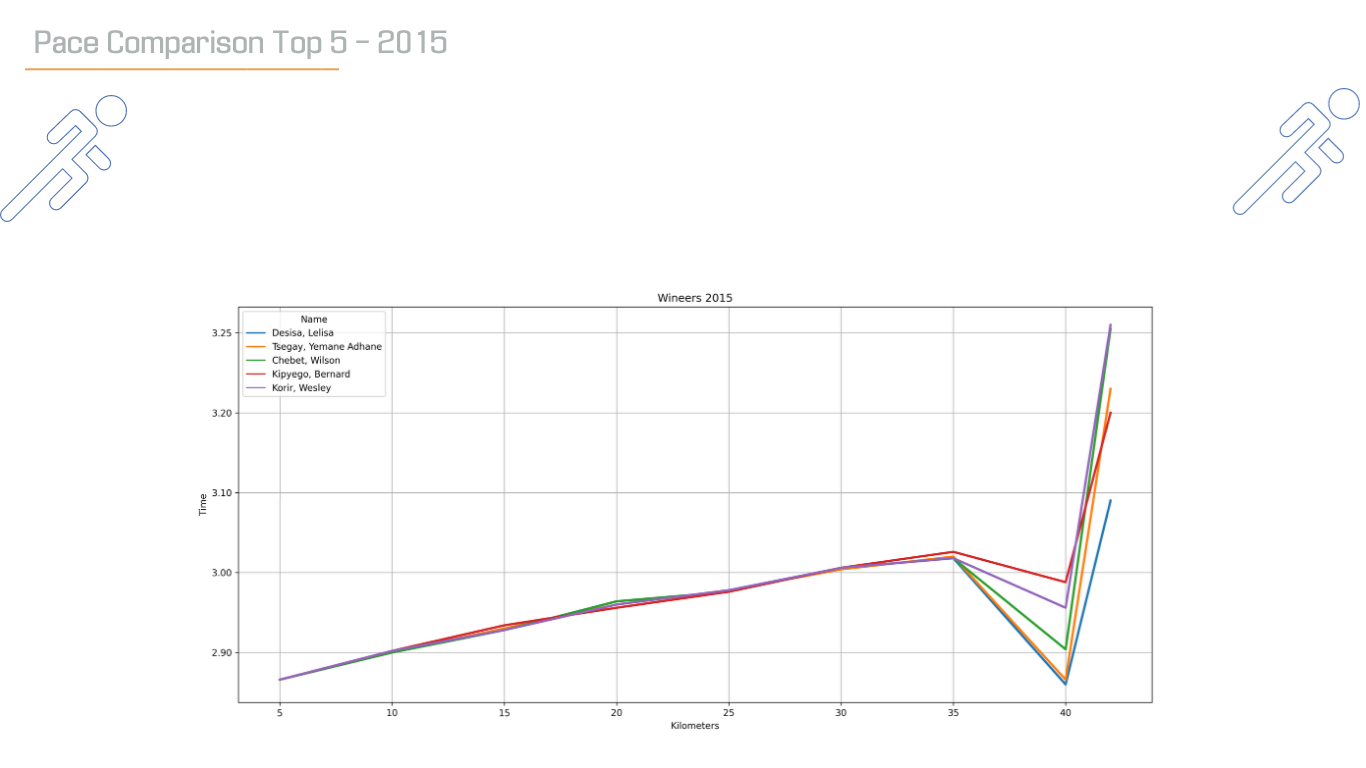 Pace Comparison Top 5 – 2015
Wineers 2015
Name
Desisa, Lelisa
Tsegay, Yemane Adhane
Chebet, Wilson
Kipyego, Bernard
Korir, Wesley
3.25
3.20
3.10
3.00
2.90
Time
5 10 15 20 25 30 35 40
Kilometers